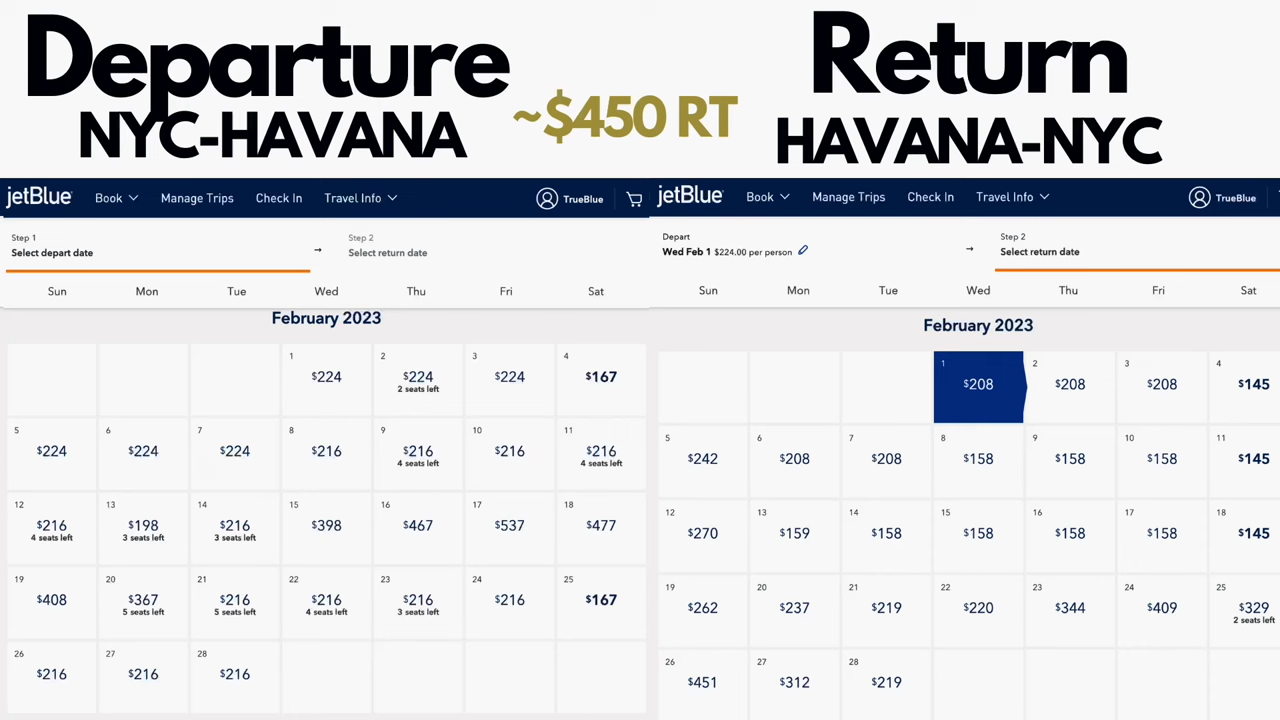 Departure
NYC-HAVANA
~$450 RT
Return
HAVANA-NYC
jetBlue Book Manage Trips Check In Travel Info TrueBlue
Step 1
Select depart date
→
Step 2
Select return date
Sun Mon Tue Wed Thu Fri Sat
February 2023
1 2 3 4
$224 $224 $224 $167
2 seats left
5 6 7 8 9 10 11
$224 $224 $224 $216 $216 $216 $216
4 seats left 4 seats left
12 13 14 15 16 17 18
$216 $198 $216 $398 $467 $537 $477
4 seats left 3 seats left 3 seats left
19 20 21 22 23 24 25
$408 $367 $216 $216 $216 $216 $167
5 seats left 5 seats left 4 seats left 3 seats left
26 27 28
$216 $216 $216
jetBlue Book Manage Trips Check In Travel Info TrueBlue
Depart
Wed Feb 1 $224.00 per person
→
Step 2
Select return date
Sun Mon Tue Wed Thu Fri Sat
February 2023
1 2 3 4
$208 $208 $208 $145
5 6 7 8 9 10 11
$242 $208 $208 $158 $158 $158 $145
12 13 14 15 16 17 18
$270 $159 $158 $158 $158 $158 $145
19 20 21 22 23 24 25
$262 $237 $219 $220 $344 $409 $329
2 seats left
26 27 28
$451 $312 $219